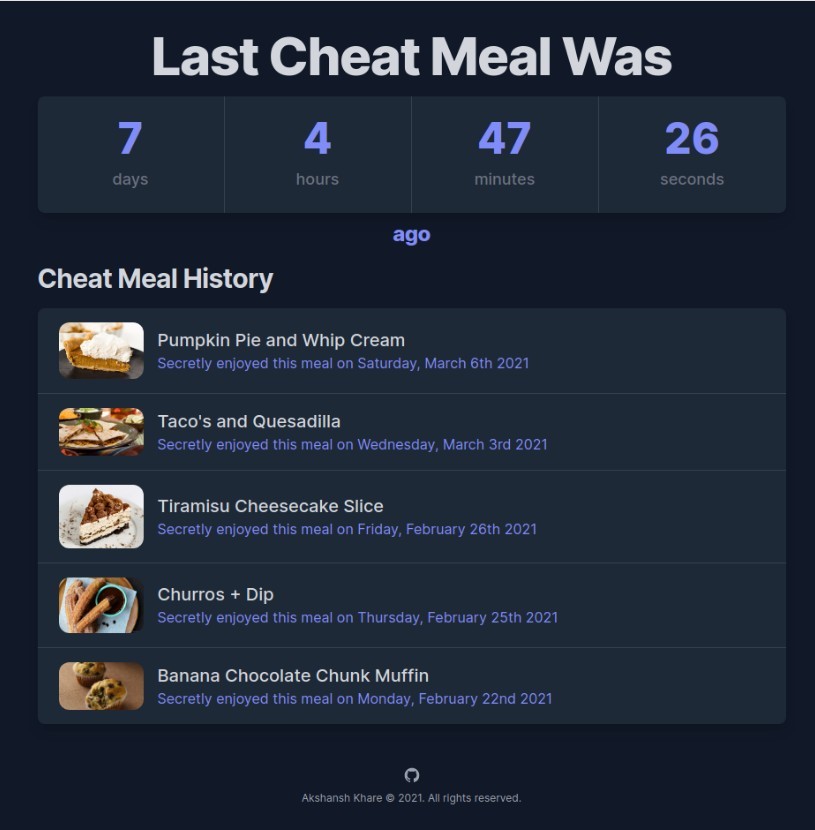 Last Cheat Meal Was
7 4 47 26
days hours minutes seconds
ago
Cheat Meal History
Pumpkin Pie and Whip Cream
Secretly enjoyed this meal on Saturday, March 6th 2021
Taco's and Quesadilla
Secretly enjoyed this meal on Wednesday, March 3rd 2021
Tiramisu Cheesecake Slice
Secretly enjoyed this meal on Friday, February 26th 2021
Churros + Dip
Secretly enjoyed this meal on Thursday, February 25th 2021
Banana Chocolate Chunk Muffin
Secretly enjoyed this meal on Monday, February 22nd 2021
Akshansh Khare © 2021. All rights reserved.